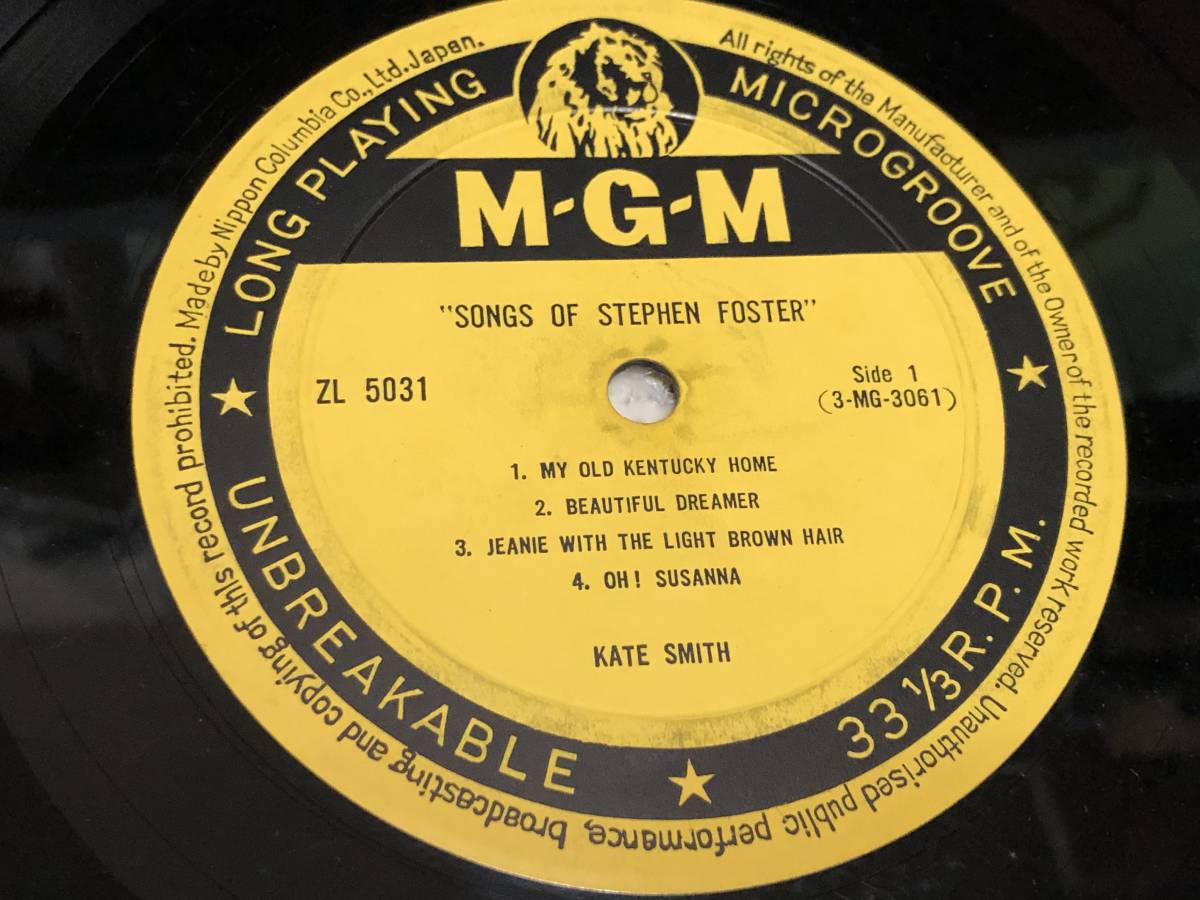 All rights of the Manufacturer and of the Owner of the recorded work reserved. Unauthorised public performance, broadcasting and copying of this record prohibited. Made by Nippon Columbia Co., Ltd. Japan.
LONG PLAYING
MICROGROOVE
M-G-M
"SONGS OF STEPHEN FOSTER"
ZL 5031
Side 1
(3-MG-3061)
1. MY OLD KENTUCKY HOME
2. BEAUTIFUL DREAMER
3. JEANIE WITH THE LIGHT BROWN HAIR
4. OH! SUSANNA
KATE SMITH
UNBREAKABLE
33 1/3 R. P. M.